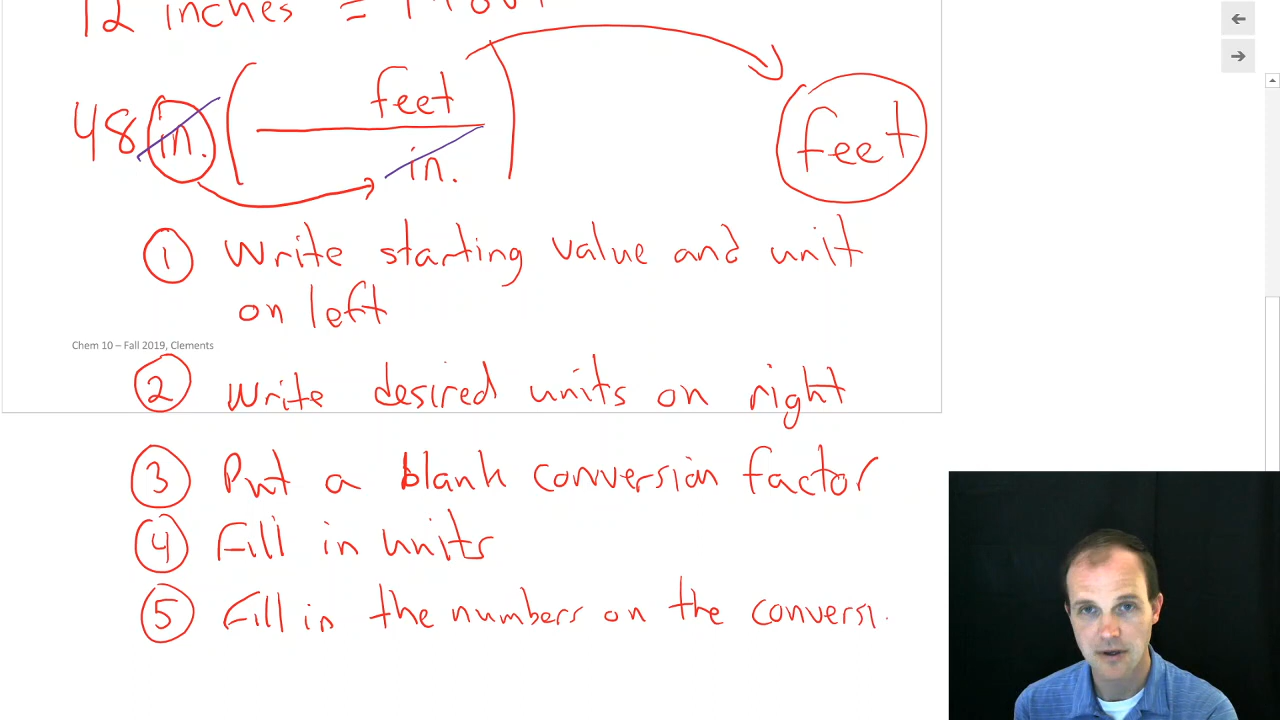 12 inches = 1 foot
feet
48 in. feet
in.
1 Write starting value and unit
on left
Chem 10 – Fall 2019, Clements
2 Write desired units on right
3 Put a blank conversion factor
4 Fill in units
5 Fill in the numbers on the conversi